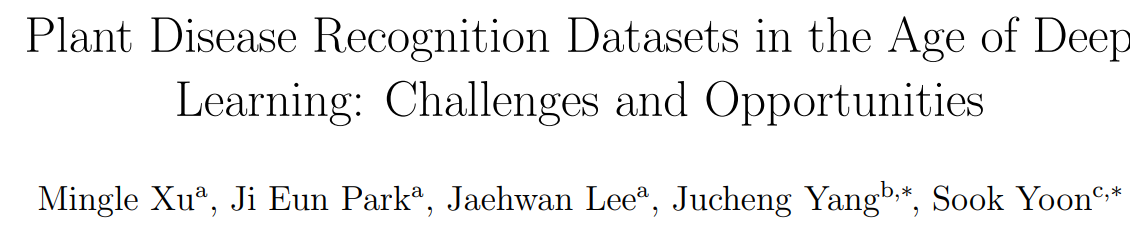 Plant Disease Recognition Datasets in the Age of Deep
Learning: Challenges and Opportunities
Mingle Xuᵃ, Ji Eun Parkᵃ, Jaehwan Leeᵃ, Jucheng Yangᵇ,*, Sook Yoonᶜ,*